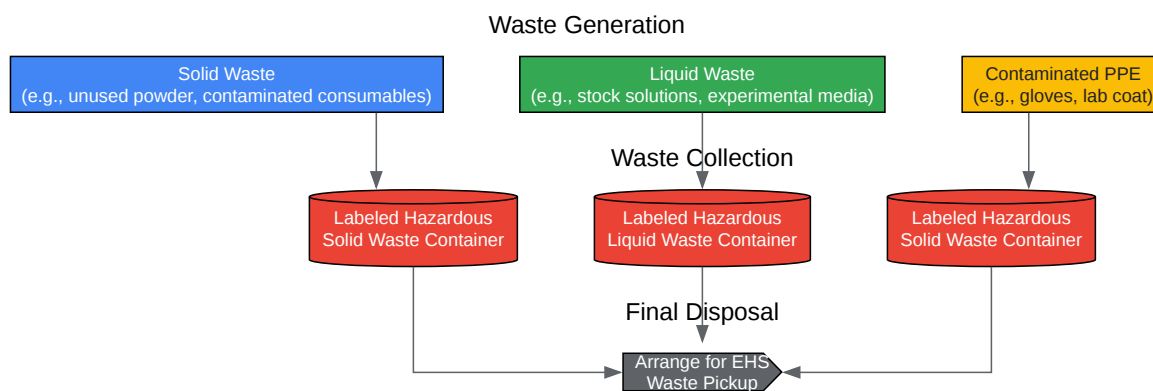 Waste Generation
Solid Waste
(e.g., unused powder, contaminated consumables)
Liquid Waste
(e.g., stock solutions, experimental media)
Contaminated PPE
(e.g., gloves, lab coat)
Waste Collection
Labeled Hazardous
Solid Waste Container
Labeled Hazardous
Liquid Waste Container
Labeled Hazardous
Solid Waste Container
Final Disposal
Arrange for EHS
Waste Pickup